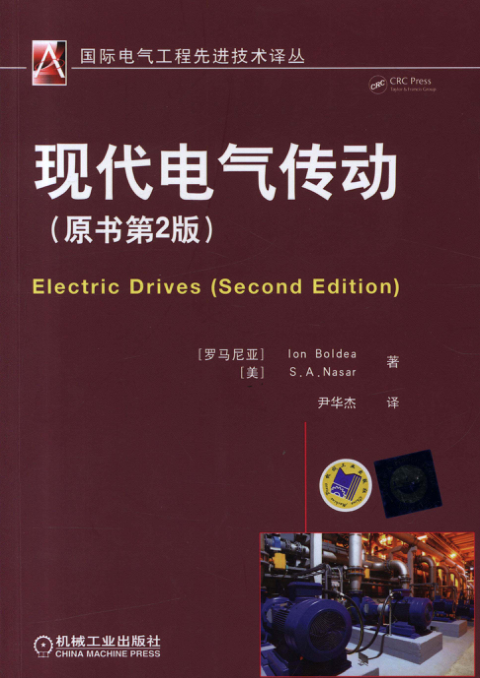 国际电气工程先进技术译丛
CRC
CRC Press
Taylor & Francis Group
现代电气传动
（原书第2版）
Electric Drives (Second Edition)
[罗马尼亚] Ion Boldea
[美] S.A.Nasar
著
尹华杰 译
机械工业出版社
CHINA MACHINE PRESS